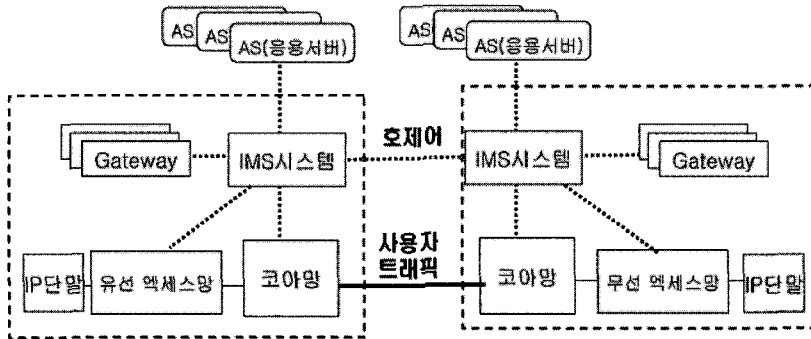 AS AS AS(응용서버)
AS AS AS(응용서버)
호제어
Gateway
IMS시스템
IMS시스템
Gateway
사용자
트래픽
IP단말
유선 엑세스망
코아망
코아망
무선 엑세스망
IP단말